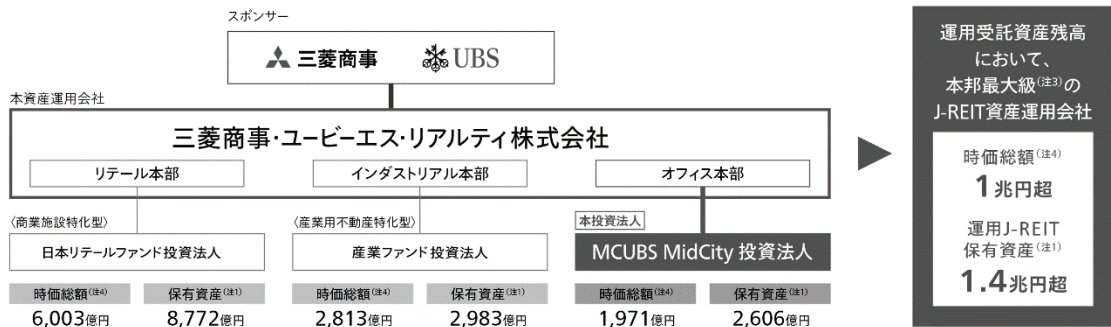 スポンサー
三菱商事 UBS
本資産運用会社
三菱商事・ユービーエス・リアルティ株式会社
リテール本部 インダストリアル本部 オフィス本部
〈商業施設特化型〉 〈産業用不動産特化型〉 本投資法人
日本リテールファンド投資法人 産業ファンド投資法人 MCUBS MidCity 投資法人
時価総額(注4) 保有資産(注1) 時価総額(注4) 保有資産(注1) 時価総額(注4) 保有資産(注1)
6,003億円 8,772億円 2,813億円 2,983億円 1,971億円 2,606億円
運用受託資産残高
において、
本邦最大級(注3)の
J-REIT資産運用会社
時価総額(注4)
1兆円超
運用J-REIT
保有資産(注1)
1.4兆円超